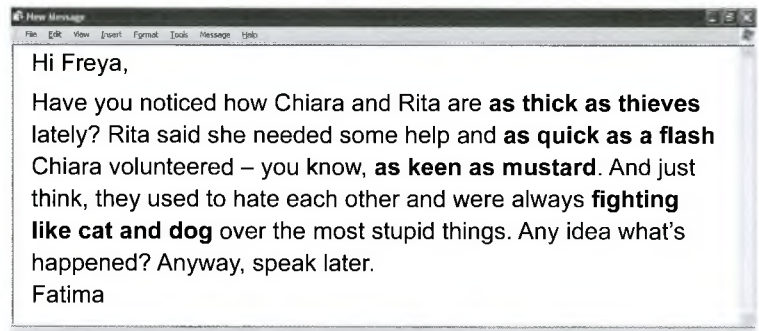 New Message
File Edit View Insert Format Tools Message Help
Hi Freya,
Have you noticed how Chiara and Rita are as thick as thieves
lately? Rita said she needed some help and as quick as a flash
Chiara volunteered – you know, as keen as mustard. And just
think, they used to hate each other and were always fighting
like cat and dog over the most stupid things. Any idea what's
happened? Anyway, speak later.
Fatima